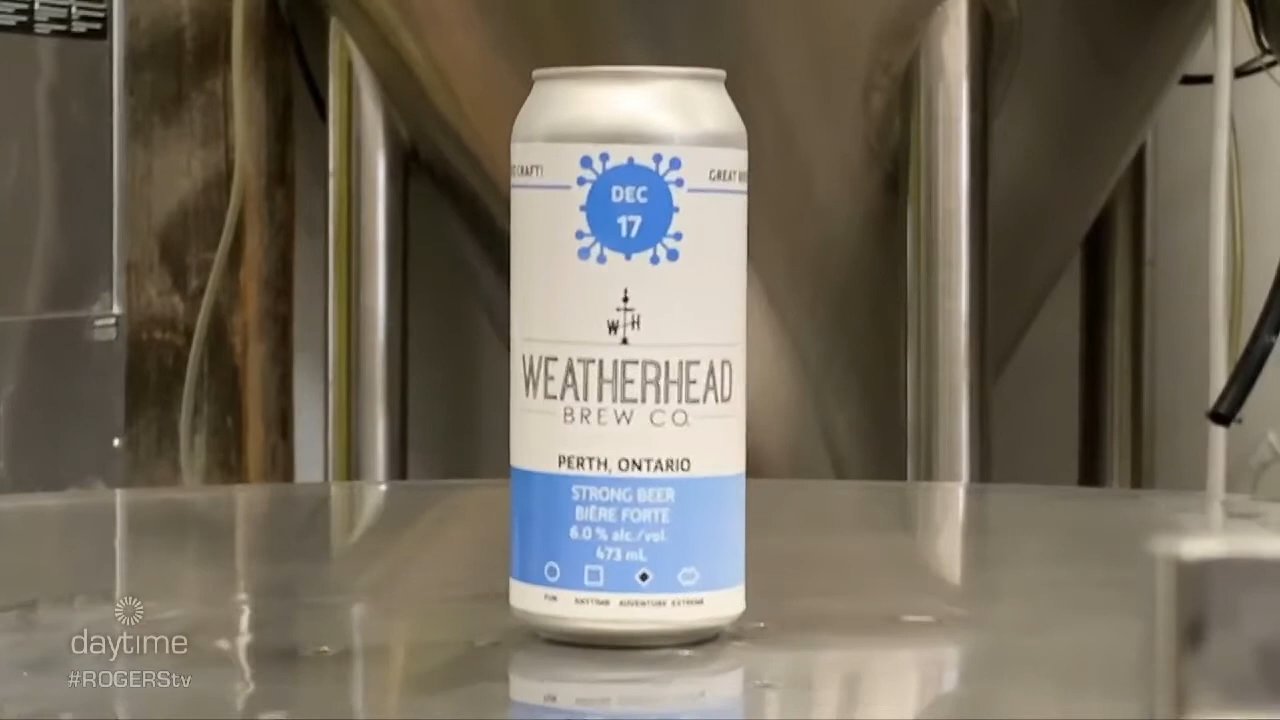 CRAFT!
GREAT
DEC
17
W H
WEATHERHEAD
BREW CO.
PERTH, ONTARIO
STRONG BEER
BIÈRE FORTE
6.0 % alc./vol.
473 mL
FUN ANYTIME ADVENTURE EXTREME
daytime
#ROGERStv